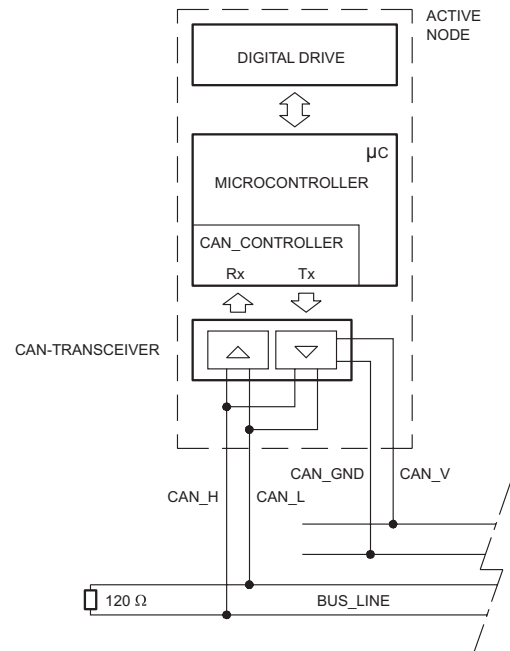 ACTIVE
NODE
DIGITAL DRIVE
µC
MICROCONTROLLER
CAN_CONTROLLER
Rx Tx
CAN-TRANSCEIVER
CAN_H CAN_L CAN_GND CAN_V
120 Ω BUS_LINE